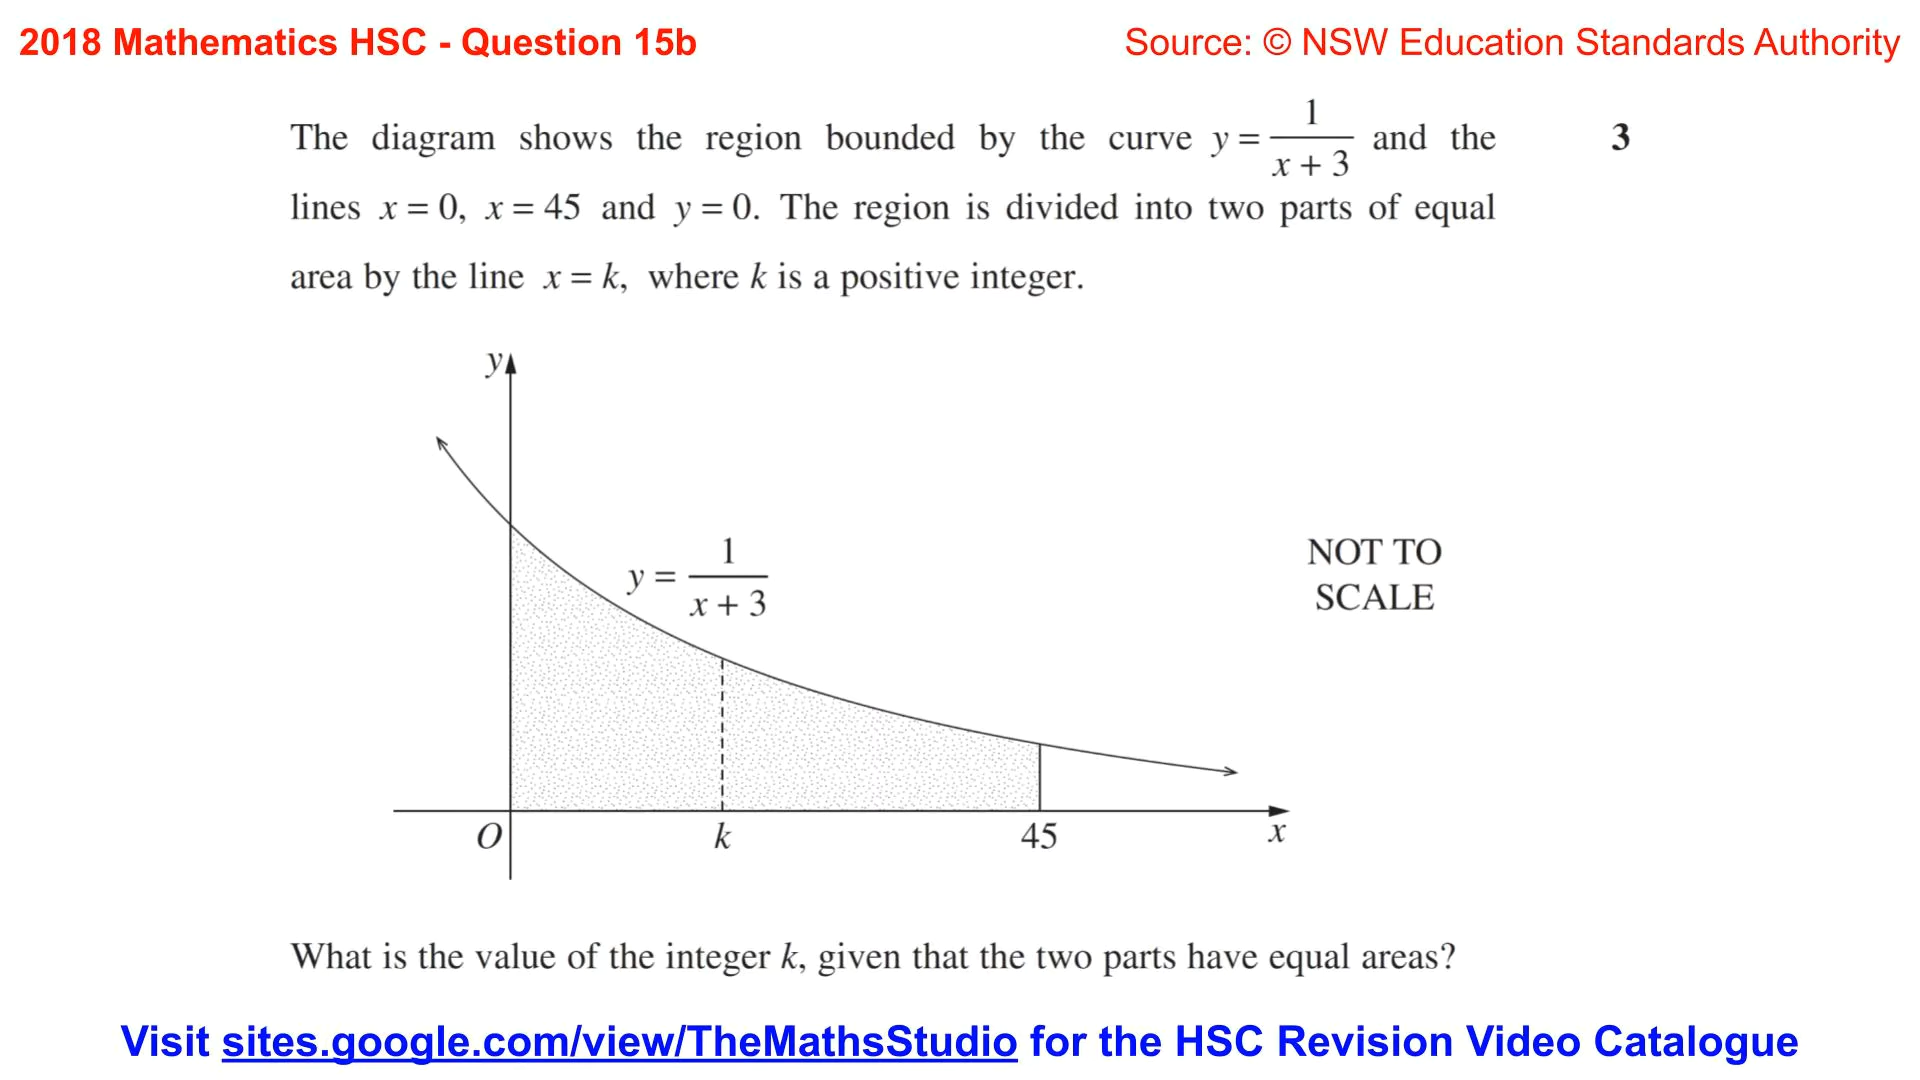 2018 Mathematics HSC - Question 15b
Source: © NSW Education Standards Authority
The diagram shows the region bounded by the curve y = 1/(x + 3) and the 3
lines x = 0, x = 45 and y = 0. The region is divided into two parts of equal
area by the line x = k, where k is a positive integer.
y
y = 1/(x + 3)
NOT TO
SCALE
O k 45 x
What is the value of the integer k, given that the two parts have equal areas?
Visit sites.google.com/view/TheMathsStudio for the HSC Revision Video Catalogue